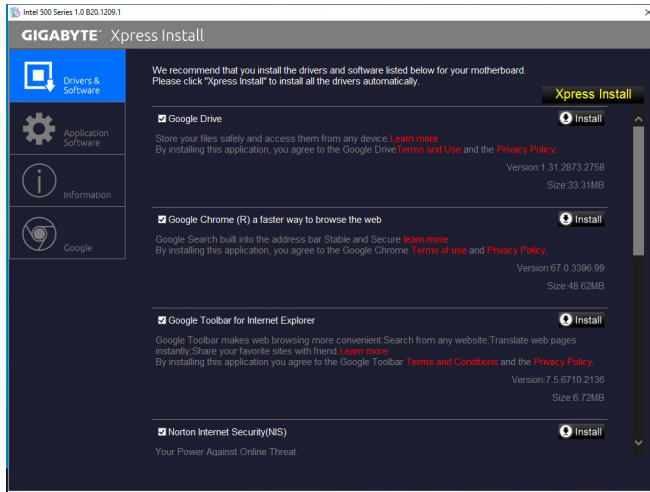 Intel 500 Series 1.0 B20.1209.1
GIGABYTE™ Xpress Install
Drivers &
Software
Application
Software
Information
Google
We recommend that you install the drivers and software listed below for your motherboard.
Please click "Xpress Install" to install all the drivers automatically.
Xpress Install
Google Drive
Install
Store your files safely and access them from any device.Learn more
By installing this application, you agree to the Google DriveTerms and Use and the Privacy Policy.
Version:1.31.2873.2758
Size:33.31MB
Google Chrome (R) a faster way to browse the web
Install
Google Search built into the address bar Stable and Secure learn more
By installing this application, you agree to the Google Chrome Terms of use and Privacy Policy.
Version:67.0.3396.99
Size:48.62MB
Google Toolbar for Internet Explorer
Install
Google Toolbar makes web browsing more convenient:Search from any website;Translate web pages
instantly;Share your favorite sites with friend.Learn more
By installing this application you agree to the Google Toolbar Terms and Conditions and the Privacy Policy.
Version:7.5.6710.2136
Size:6.72MB
Norton Internet Security(NIS)
Install
Your Power Against Online Threat.